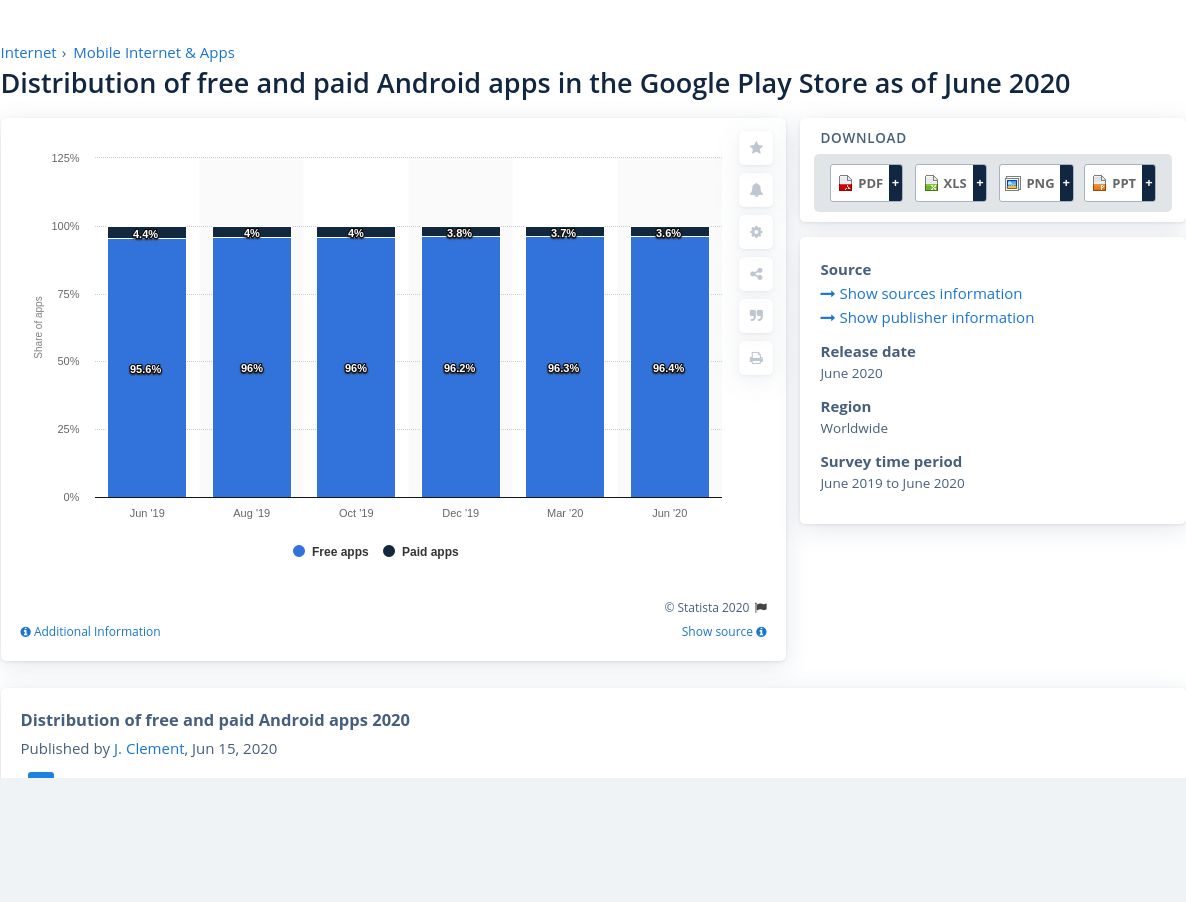 Internet › Mobile Internet & Apps
Distribution of free and paid Android apps in the Google Play Store as of June 2020
125%
100%
75%
50%
25%
0%
Share of apps
4.4%
4%
4%
3.8%
3.7%
3.6%
95.6%
96%
96%
96.2%
96.3%
96.4%
Jun '19
Aug '19
Oct '19
Dec '19
Mar '20
Jun '20
Free apps
Paid apps
© Statista 2020
Additional Information
Show source
DOWNLOAD
PDF +
XLS +
PNG +
PPT +
Source
Show sources information
Show publisher information
Release date
June 2020
Region
Worldwide
Survey time period
June 2019 to June 2020
Distribution of free and paid Android apps 2020
Published by J. Clement, Jun 15, 2020